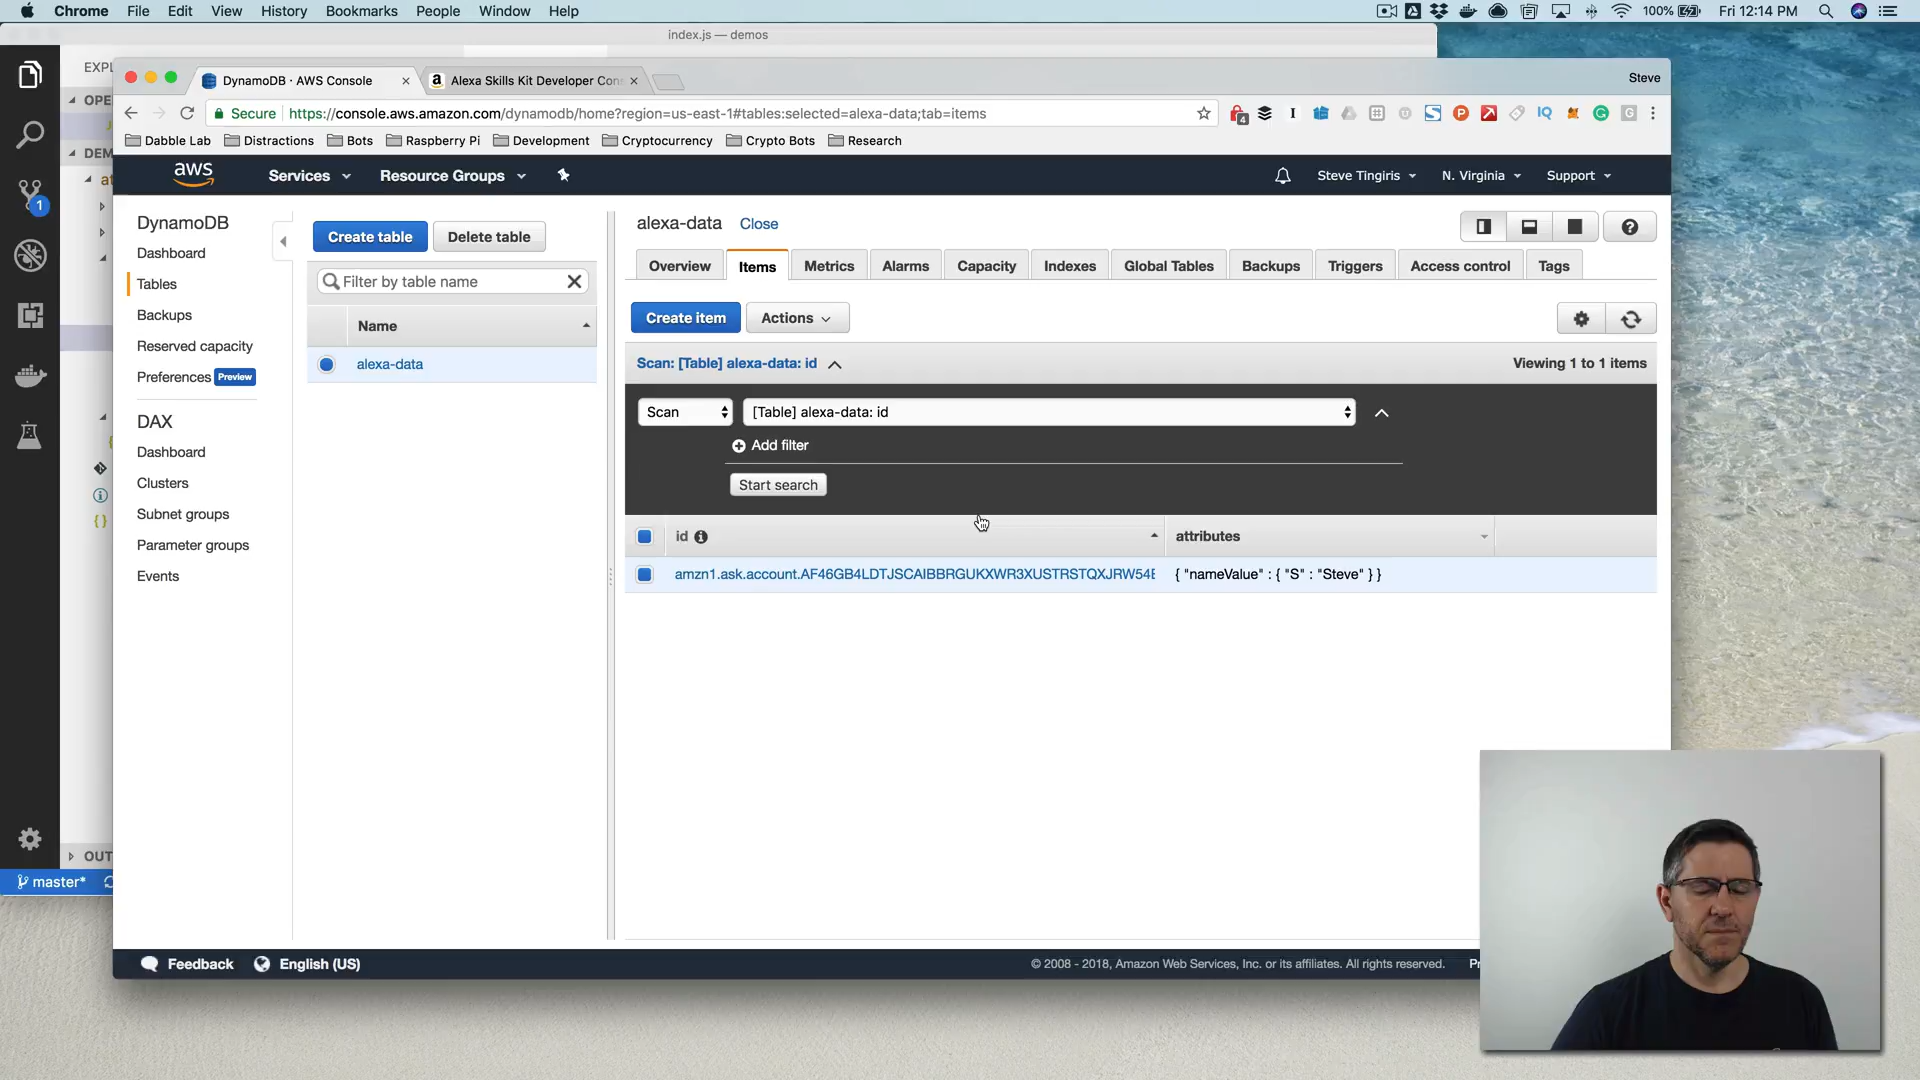 Chrome File Edit View History Bookmarks People Window Help 100% Fri 12:14 PM
index.js — demos
EXPL
OPE
DEM
at
1
OUT
master*
DynamoDB · AWS Console
Alexa Skills Kit Developer Con
Steve
Secure https://console.aws.amazon.com/dynamodb/home?region=us-east-1#tables:selected=alexa-data;tab=items
Dabble Lab Distractions Bots Raspberry Pi Development Cryptocurrency Crypto Bots Research
aws Services Resource Groups Steve Tingiris N. Virginia Support
DynamoDB
Dashboard
Tables
Backups
Reserved capacity
Preferences Preview
DAX
Dashboard
Clusters
Subnet groups
Parameter groups
Events
Create table Delete table
Filter by table name
Name
alexa-data
alexa-data Close
Overview Items Metrics Alarms Capacity Indexes Global Tables Backups Triggers Access control Tags
Create item Actions
Scan: [Table] alexa-data: id Viewing 1 to 1 items
Scan [Table] alexa-data: id
Add filter
Start search
id attributes
amzn1.ask.account.AF46GB4LDTJSCAIBBRGUKXWR3XUSTRSTQXJRW54E { "nameValue" : { "S" : "Steve" } }
Feedback English (US) © 2008 - 2018, Amazon Web Services, Inc. or its affiliates. All rights reserved. Pr